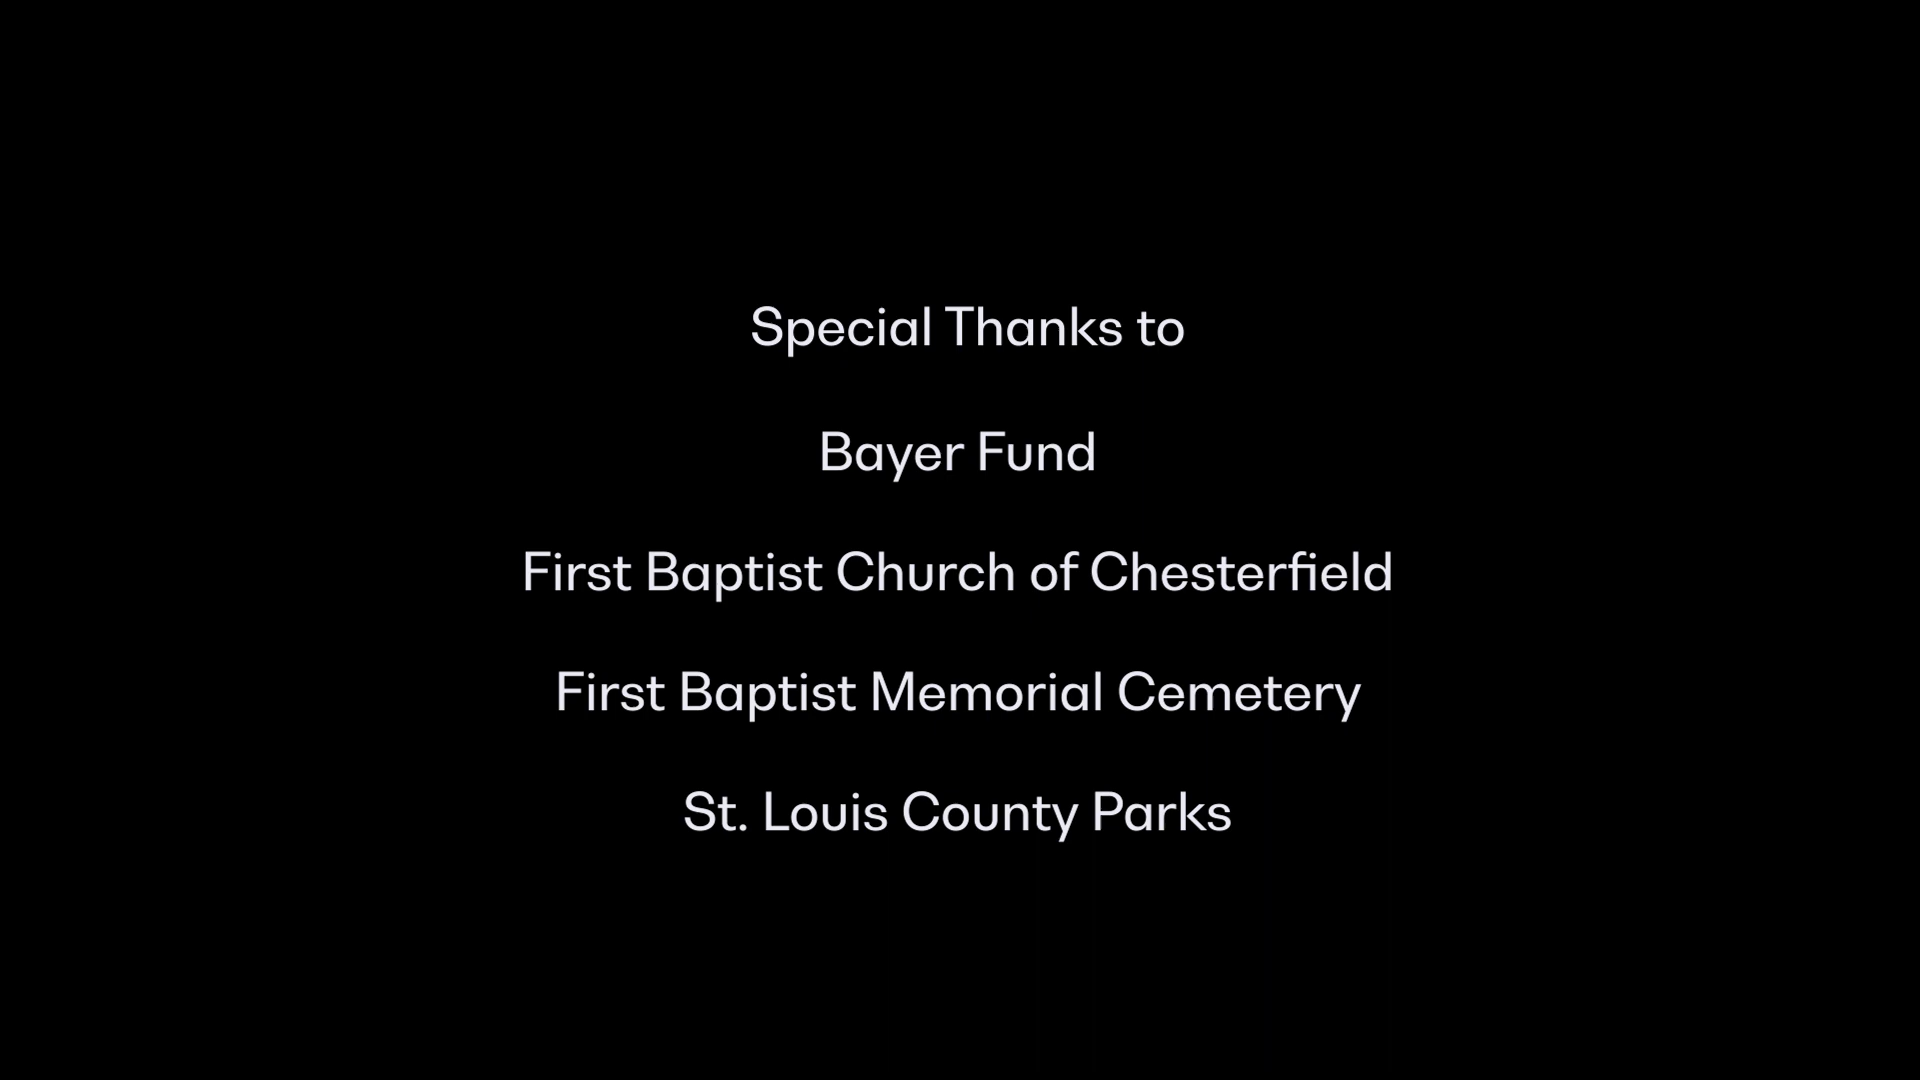 Special Thanks to
Bayer Fund
First Baptist Church of Chesterfield
First Baptist Memorial Cemetery
St. Louis County Parks